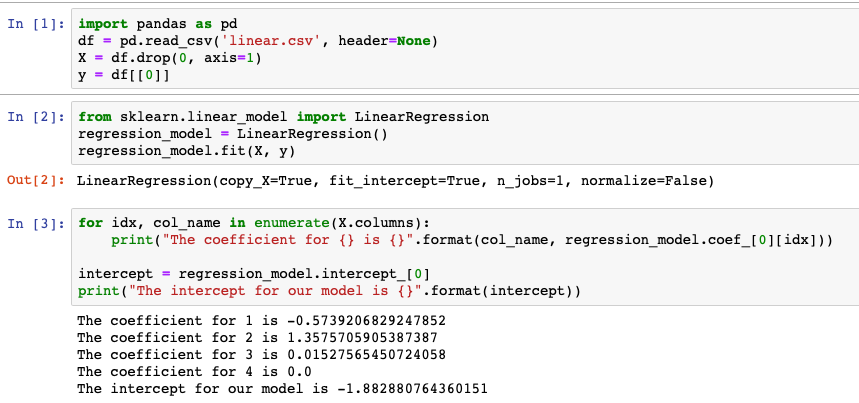 In [1]: import pandas as pd
df = pd.read_csv('linear.csv', header=None)
X = df.drop(0, axis=1)
y = df[[0]]
In [2]: from sklearn.linear_model import LinearRegression
regression_model = LinearRegression()
regression_model.fit(X, y)
Out[2]: LinearRegression(copy_X=True, fit_intercept=True, n_jobs=1, normalize=False)
In [3]: for idx, col_name in enumerate(X.columns):
    print("The coefficient for {} is {}".format(col_name, regression_model.coef_[0][idx]))
intercept = regression_model.intercept_[0]
print("The intercept for our model is {}".format(intercept))
The coefficient for 1 is -0.5739206829247852
The coefficient for 2 is 1.3575705905387387
The coefficient for 3 is 0.01527565450724058
The coefficient for 4 is 0.0
The intercept for our model is -1.882880764360151